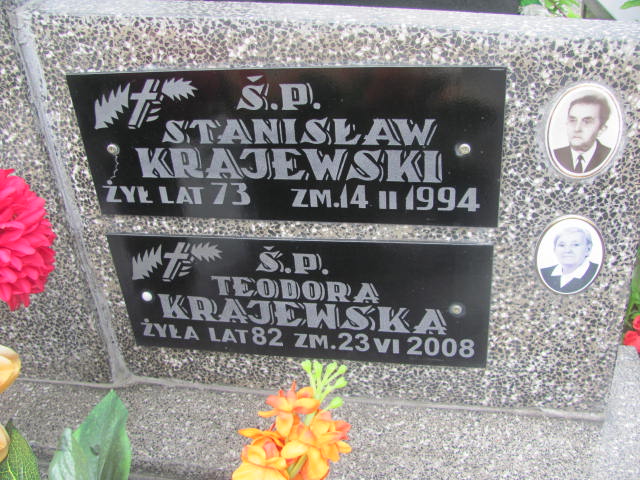 Ś.P.
STANISŁAW
KRAJEWSKI
ŻYŁ LAT 73 ZM. 14 II 1994
Ś.P.
TEODORA
KRAJEWSKA
ŻYŁA LAT 82 ZM. 23 VI 2008